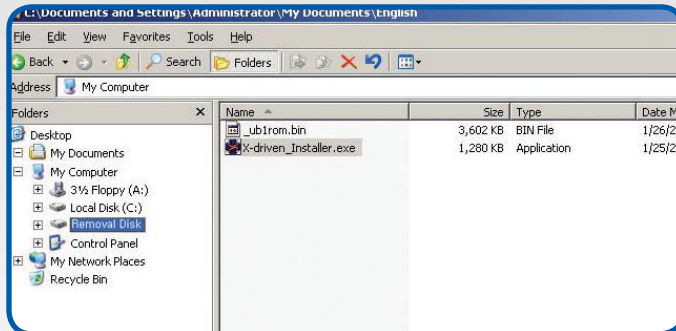 C:\Documents and Settings\Administrator\My Documents\English
File Edit View Favorites Tools Help
Back Search Folders
Address My Computer
Folders X Name Size Type Date M
_ub1rom.bin 3,602 KB BIN File 1/26/2
X-driven_Installer.exe 1,280 KB Application 1/25/2
Desktop
My Documents
My Computer
3½ Floppy (A:)
Local Disk (C:)
Removal Disk
Control Panel
My Network Places
Recycle Bin